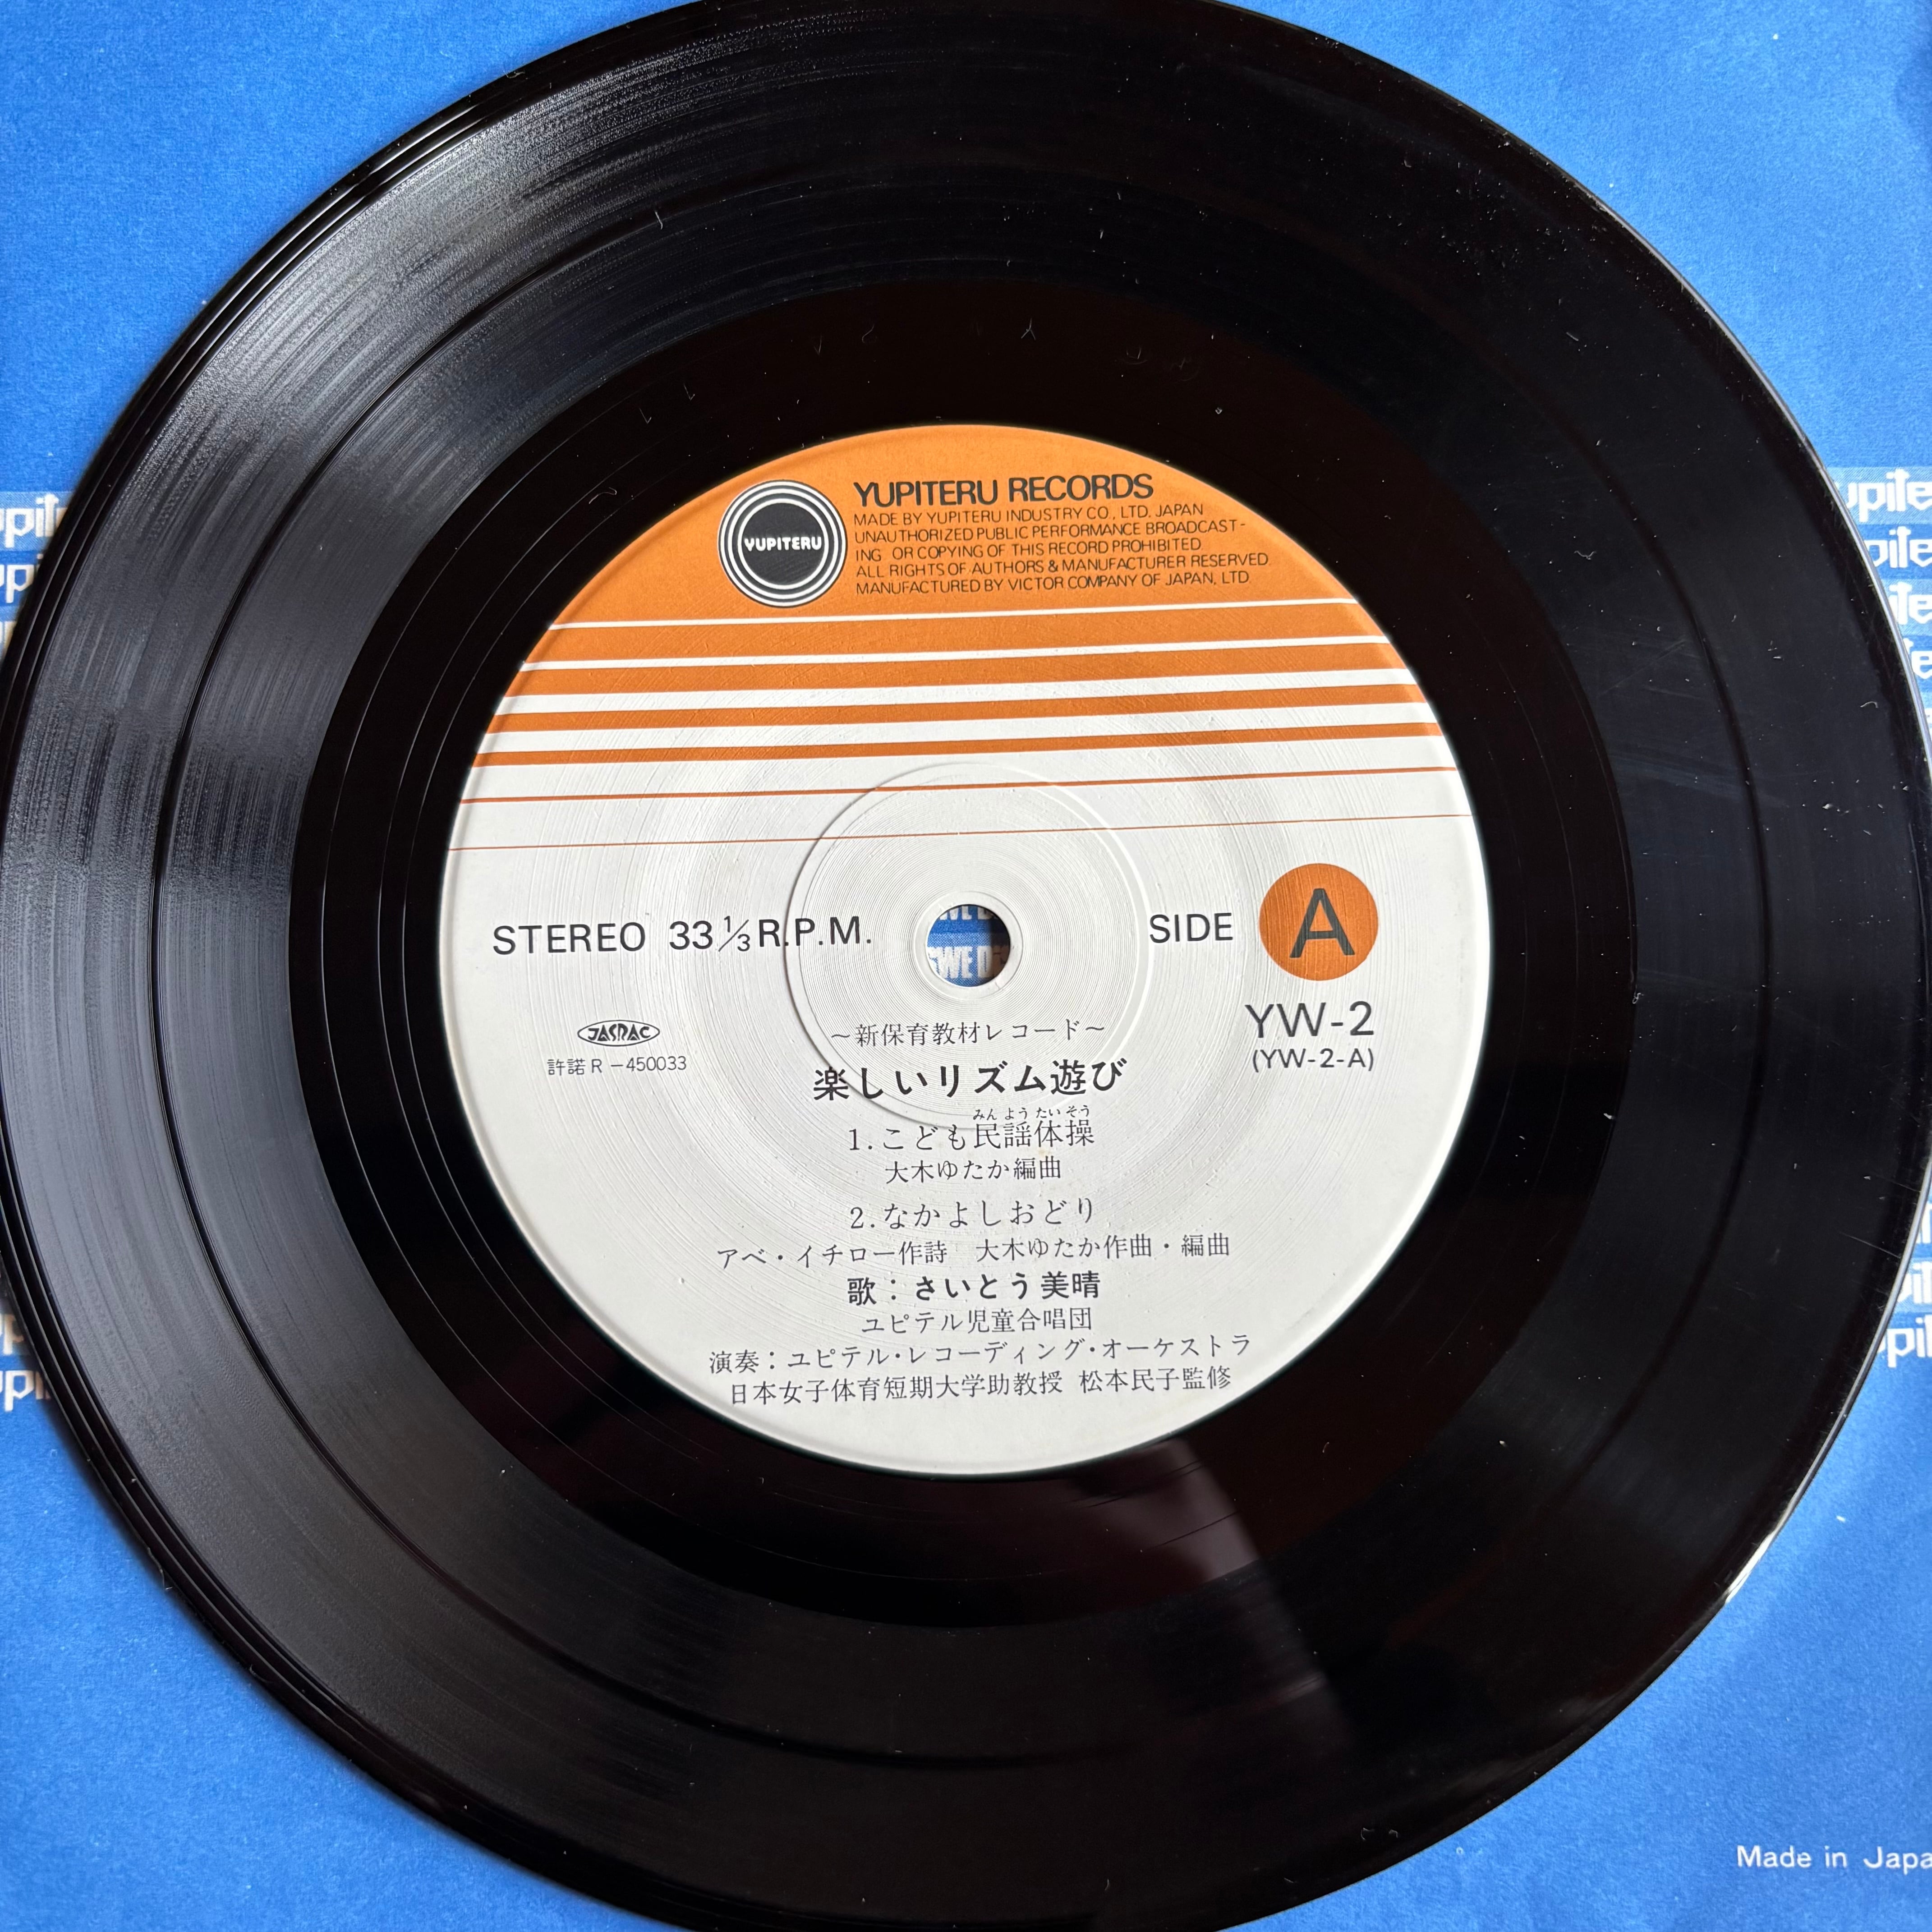 YUPITERU RECORDS
MADE BY YUPITERU INDUSTRY CO., LTD. JAPAN
UNAUTHORIZED PUBLIC PERFORMANCE BROADCAST-
ING OR COPYING OF THIS RECORD PROHIBITED.
ALL RIGHTS OF AUTHORS & MANUFACTURER RESERVED.
MANUFACTURED BY VICTOR COMPANY OF JAPAN, LTD.
YUPITERU
STEREO 33 1/3 R.P.M.
SIDE A
YW-2
(YW-2-A)
JASRAC
許諾 R-450033
～新保育教材レコード～
楽しいリズム遊び
みん よう たい そう
1.こども民謡体操
大木ゆたか編曲
2.なかよしおどり
アベ・イチロー作詩 大木ゆたか作曲・編曲
歌：さいとう美晴
ユピテル児童合唱団
演奏：ユピテル・レコーディング・オーケストラ
日本女子体育短期大学助教授 松本民子監修
Made in